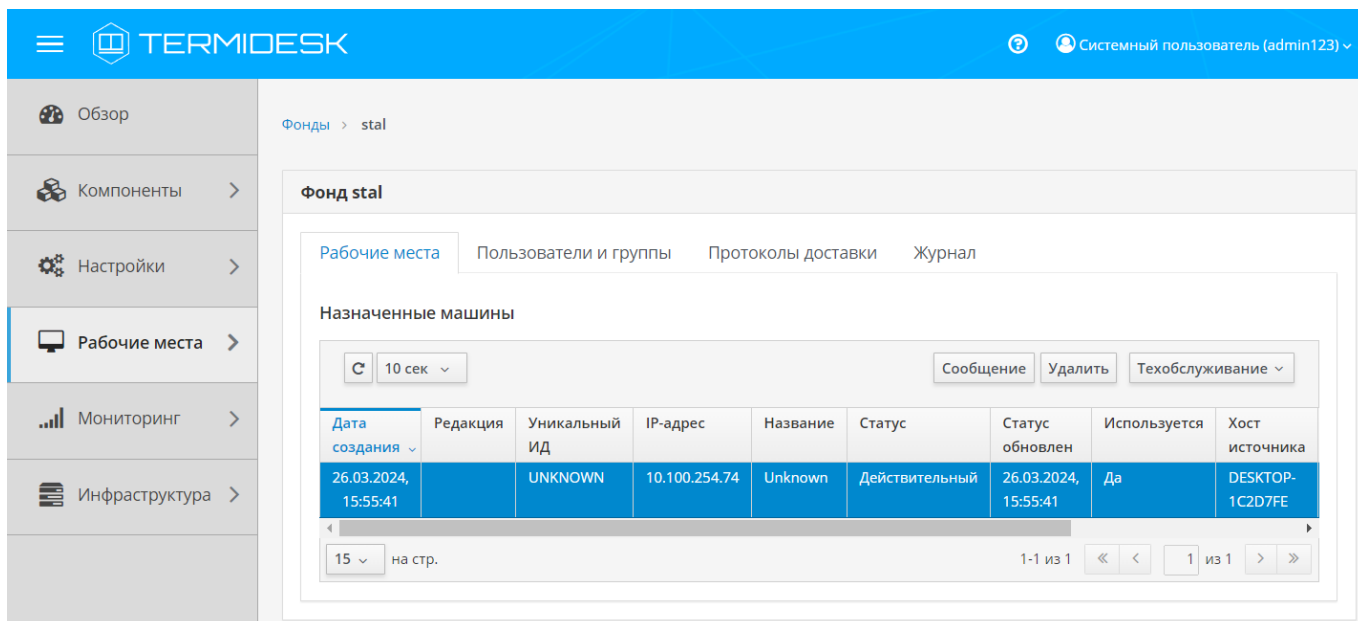 TERMIDESK
Системный пользователь (admin123)
Обзор
Компоненты
Настройки
Рабочие места
Мониторинг
Инфраструктура
Фонды > stal
Фонд stal
Рабочие места Пользователи и группы Протоколы доставки Журнал
Назначенные машины
10 сек Сообщение Удалить Техобслуживание
Дата Редакция Уникальный IP-адрес Название Статус Статус Используется Хост
создания ИД обновлен источника
26.03.2024, UNKNOWN 10.100.254.74 Unknown Действительный 26.03.2024, Да DESKTOP-
15:55:41 15:55:41 1C2D7FE
15 на стр. 1-1 из 1 « < 1 из 1 > »